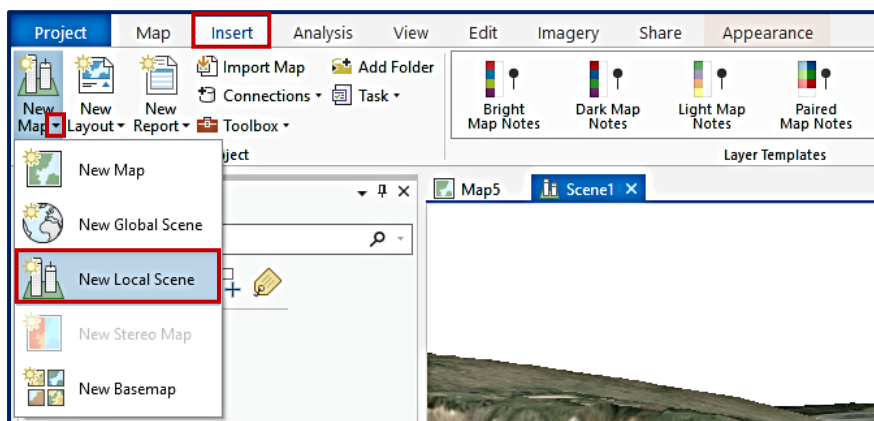 Project Map Insert Analysis View Edit Imagery Share Appearance
New Map
New Layout
New Report
Import Map
Connections
Toolbox
Add Folder
Task
Bright
Map Notes
Dark Map
Notes
Light Map
Notes
Paired
Map Notes
ject
Layer Templates
New Map
New Global Scene
New Local Scene
New Stereo Map
New Basemap
Map5
Scene1